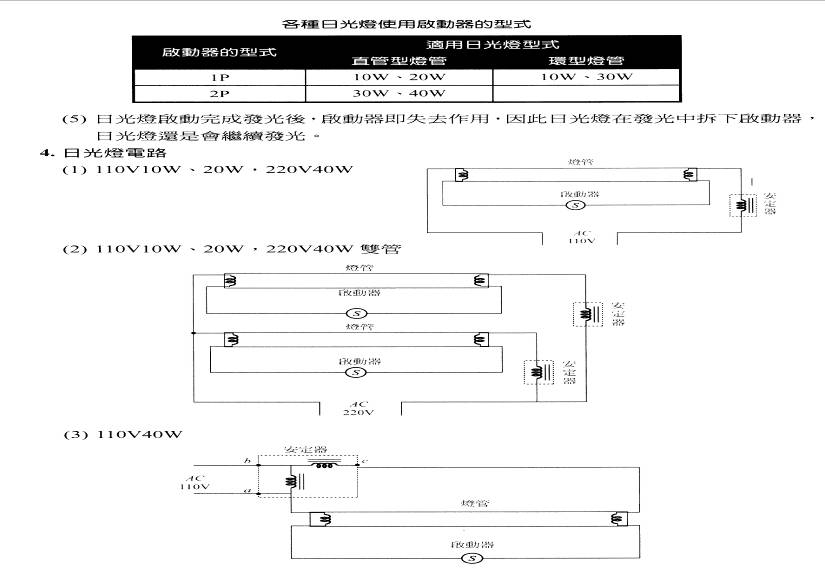 各種日光燈使用啟動器的型式
啟動器的型式 適用日光燈型式
直管型燈管 環型燈管
1P 10W、20W 10W、30W
2P 30W、40W
(5) 日光燈啟動完成發光後，啟動器即失去作用，因此日光燈在發光中拆下啟動器，
日光燈還是會繼續發光。
4. 日光燈電路
(1) 110V10W、20W，220V40W
燈管
啟動器
S
安定器
AC
110V
(2) 110V10W、20W，220V40W 雙管
燈管
啟動器
S
安定器
燈管
啟動器
S
安定器
AC
220V
(3) 110V40W
安定器
b
c
AC
110V
a
燈管
啟動器
S